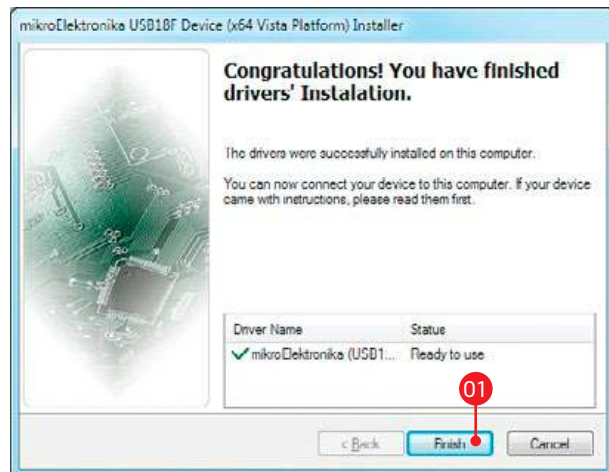 mikroElektronika USB18F Device (x64 Vista Platform) Installer
Congratulations! You have finished
drivers' Instalation.
The drivers were successfully installed on this computer.
You can now connect your device to this computer. If your device
came with instructions, please read them first.
Driver Name Status
mikroElektronika (USB1... Ready to use
01
< Back Finish Cancel